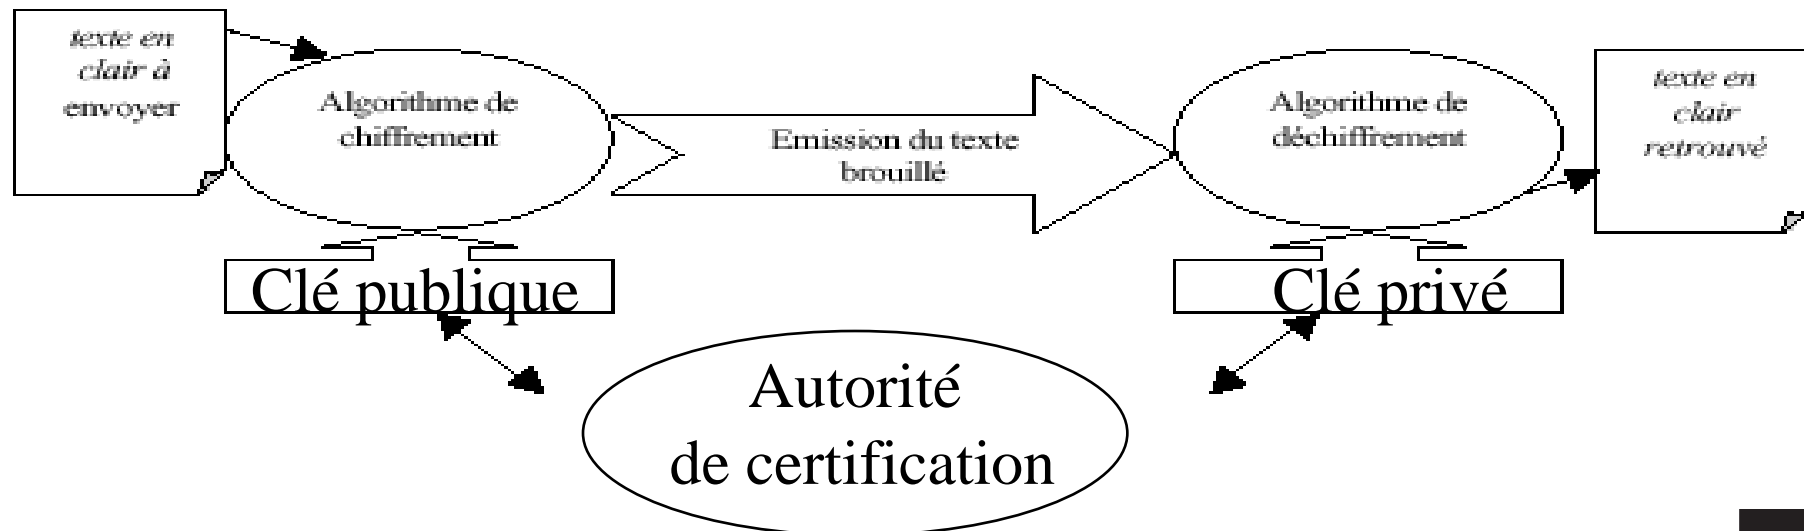 texte en
clair à
envoyer
Algorithme de
chiffrement
Emission du texte
brouillé
Algorithme de
déchiffrement
texte en
clair
retrouvé
Clé publique
Clé privé
Autorité
de certification